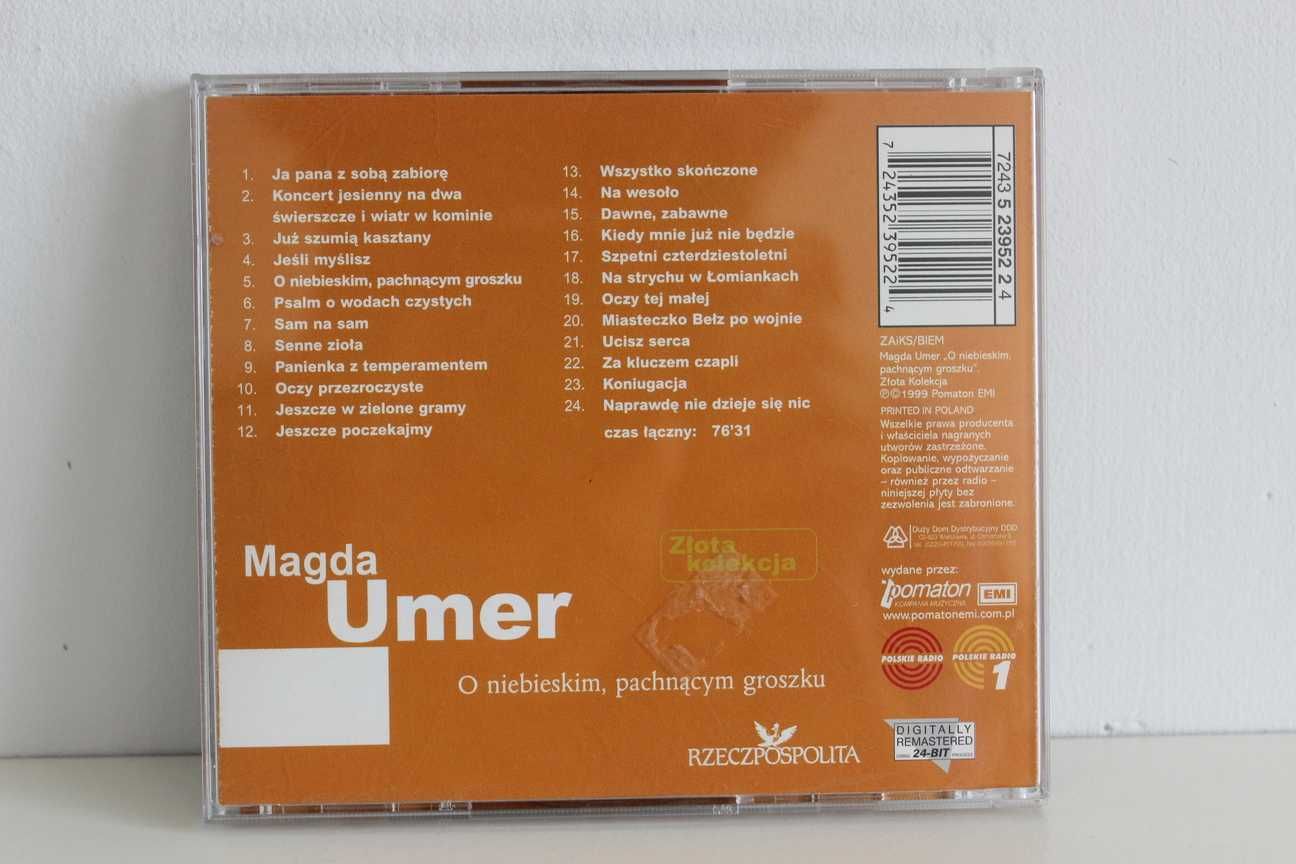 1. Ja pana z sobą zabiorę
2. Koncert jesienny na dwa
świerszcze i wiatr w kominie
3. Już szumią kasztany
4. Jeśli myślisz
5. O niebieskim, pachnącym groszku
6. Psalm o wodach czystych
7. Sam na sam
8. Senne zioła
9. Panienka z temperamentem
10. Oczy przezroczyste
11. Jeszcze w zielone gramy
12. Jeszcze poczekajmy
13. Wszystko skończone
14. Na wesoło
15. Dawne, zabawne
16. Kiedy mnie już nie będzie
17. Szpetni czterdziestoletni
18. Na strychu w Łomiankach
19. Oczy tej małej
20. Miasteczko Bełz po wojnie
21. Ucisz serca
22. Za kluczem czapli
23. Koniugacja
24. Naprawdę nie dzieje się nic
czas łączny: 76'31
7243 5 23952 2 4
7 24352 39522 4
ZAiKS/BIEM
Magda Umer „O niebieskim,
pachnącym groszku”.
Złota Kolekcja
℗©1999 Pomaton EMI
PRINTED IN POLAND
Wszelkie prawa producenta
i właściciela nagranych
utworów zastrzeżone.
Kopiowanie, wypożyczanie
oraz publiczne odtwarzanie
– również przez radio –
niniejszej płyty bez
zezwolenia jest zabronione.
Duży Dom Dystrybucyjny DDD
wydane przez:
pomaton
KOMPANIA MUZYCZNA
EMI
www.pomatonemi.com.pl
POLSKIE RADIO
POLSKIE RADIO
1
Złota
kolekcja
Magda
Umer
O niebieskim, pachnącym groszku
RZECZPOSPOLITA
DIGITALLY
REMASTERED
24-BIT